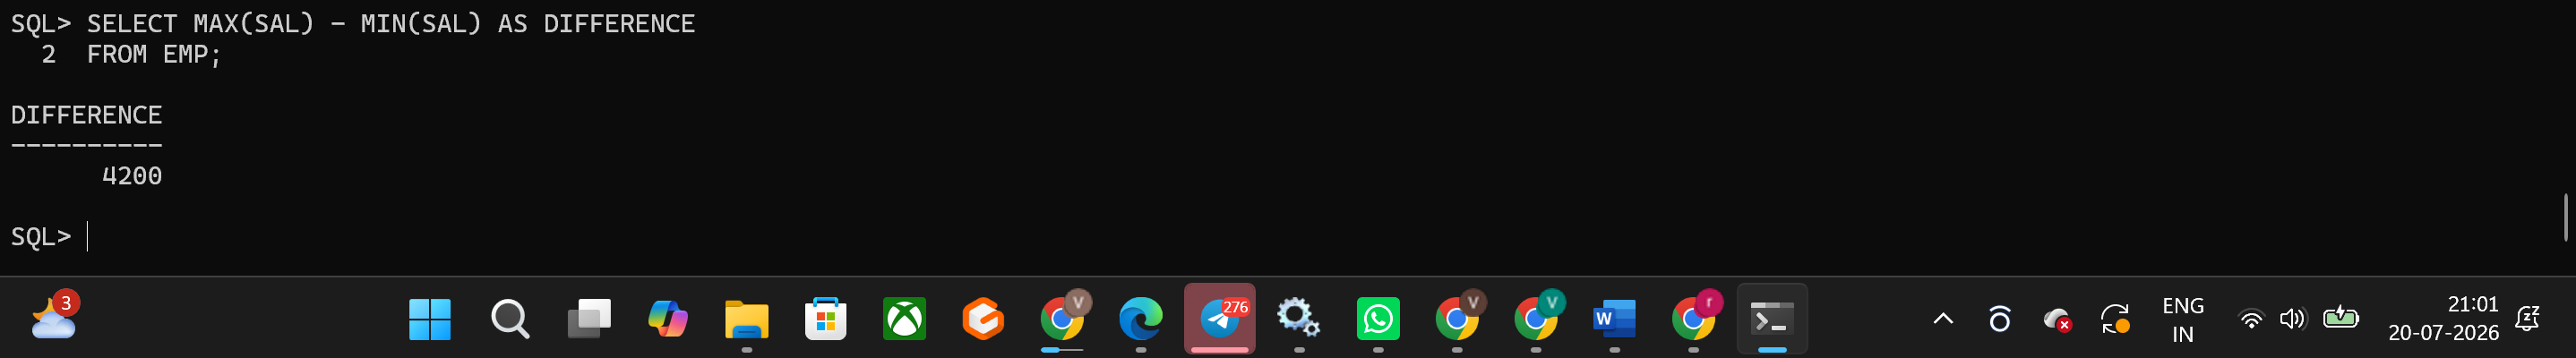 SQL> SELECT MAX(SAL) - MIN(SAL) AS DIFFERENCE
  2  FROM EMP;
DIFFERENCE
----------
      4200
SQL>
3
V
276
V
V
W
r
ENG
IN
21:01
20-07-2026